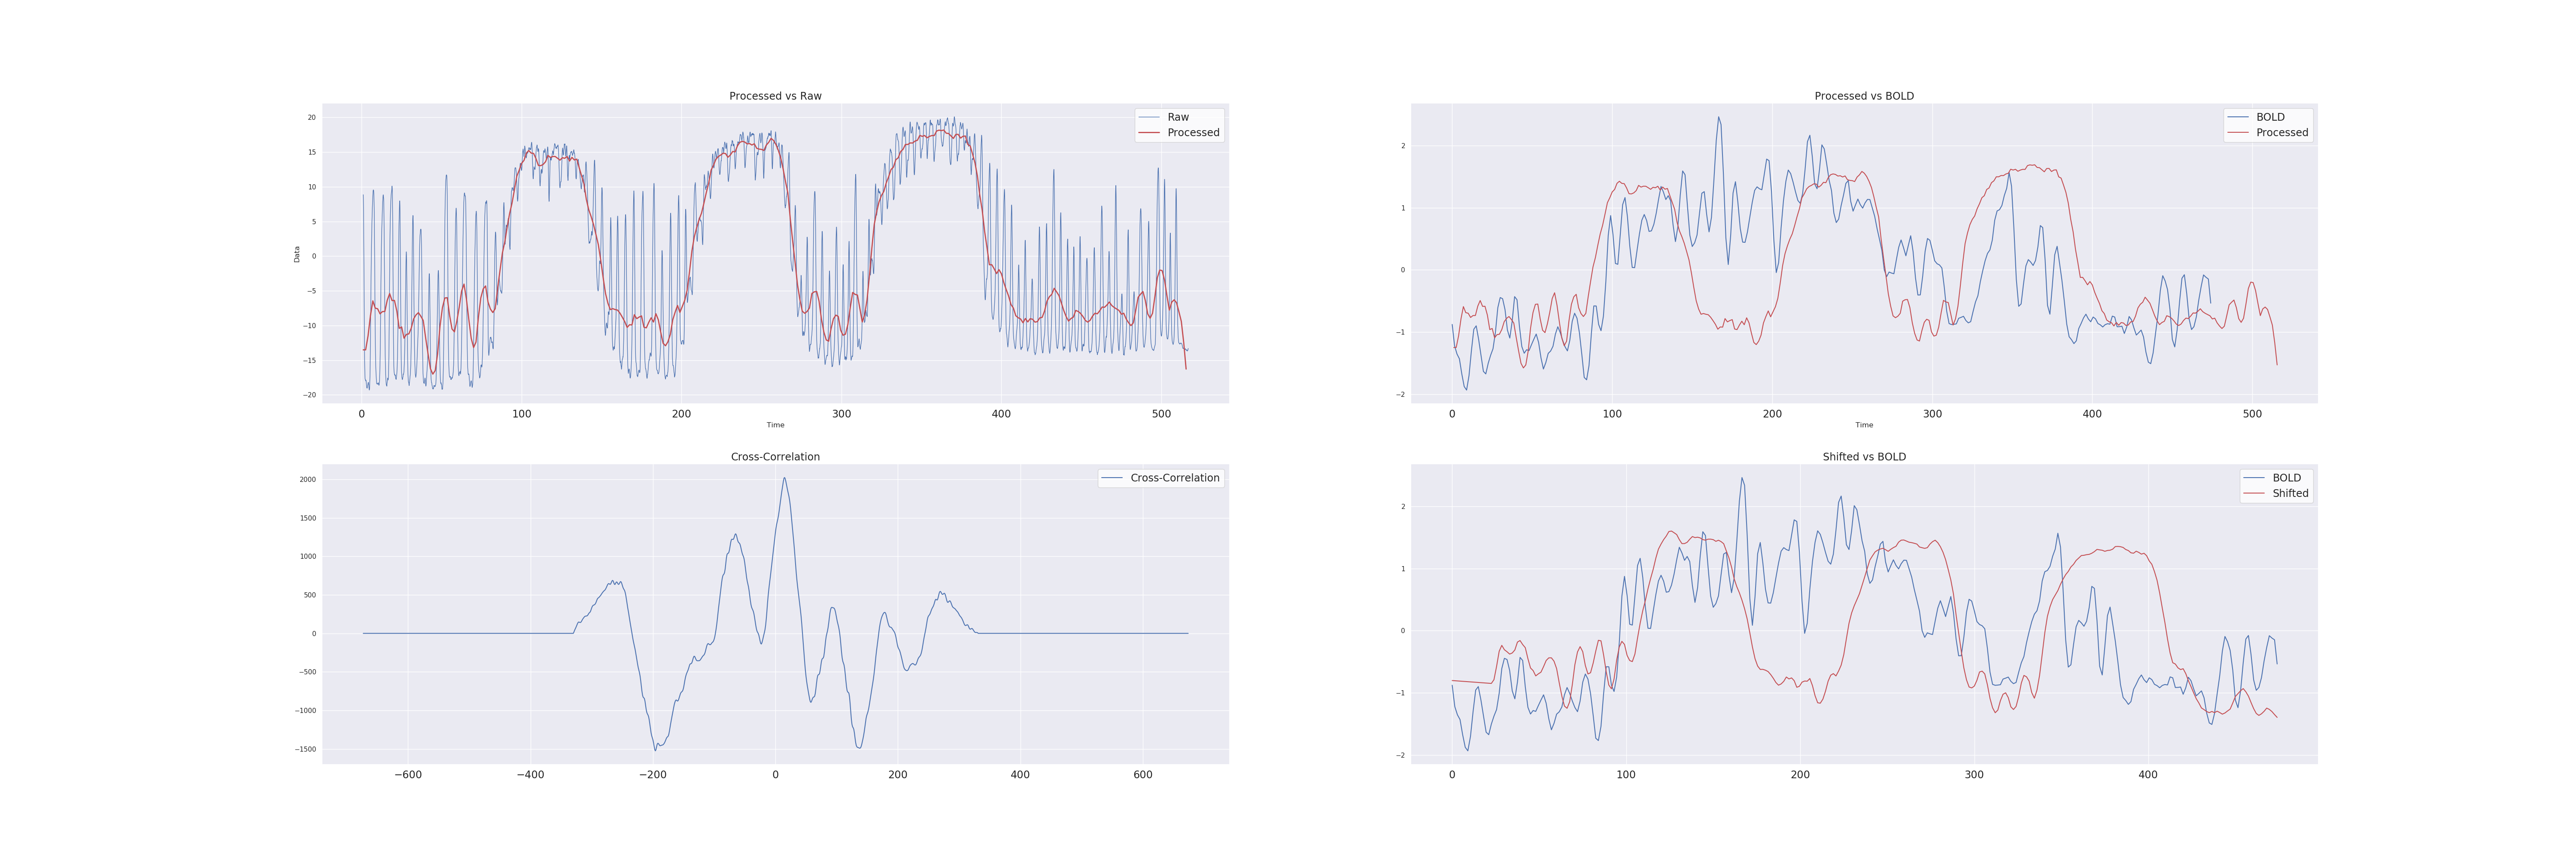 Processed vs Raw
20
15
10
5
0
−5
−10
−15
−20
Data
0 100 200 300 400 500
Time
Raw
Processed
Processed vs BOLD
2
1
0
−1
−2
0 100 200 300 400 500
Time
BOLD
Processed
Cross-Correlation
2000
1500
1000
500
0
−500
−1000
−1500
−600 −400 −200 0 200 400 600
Cross-Correlation
Shifted vs BOLD
2
1
0
−1
−2
0 100 200 300 400
BOLD
Shifted